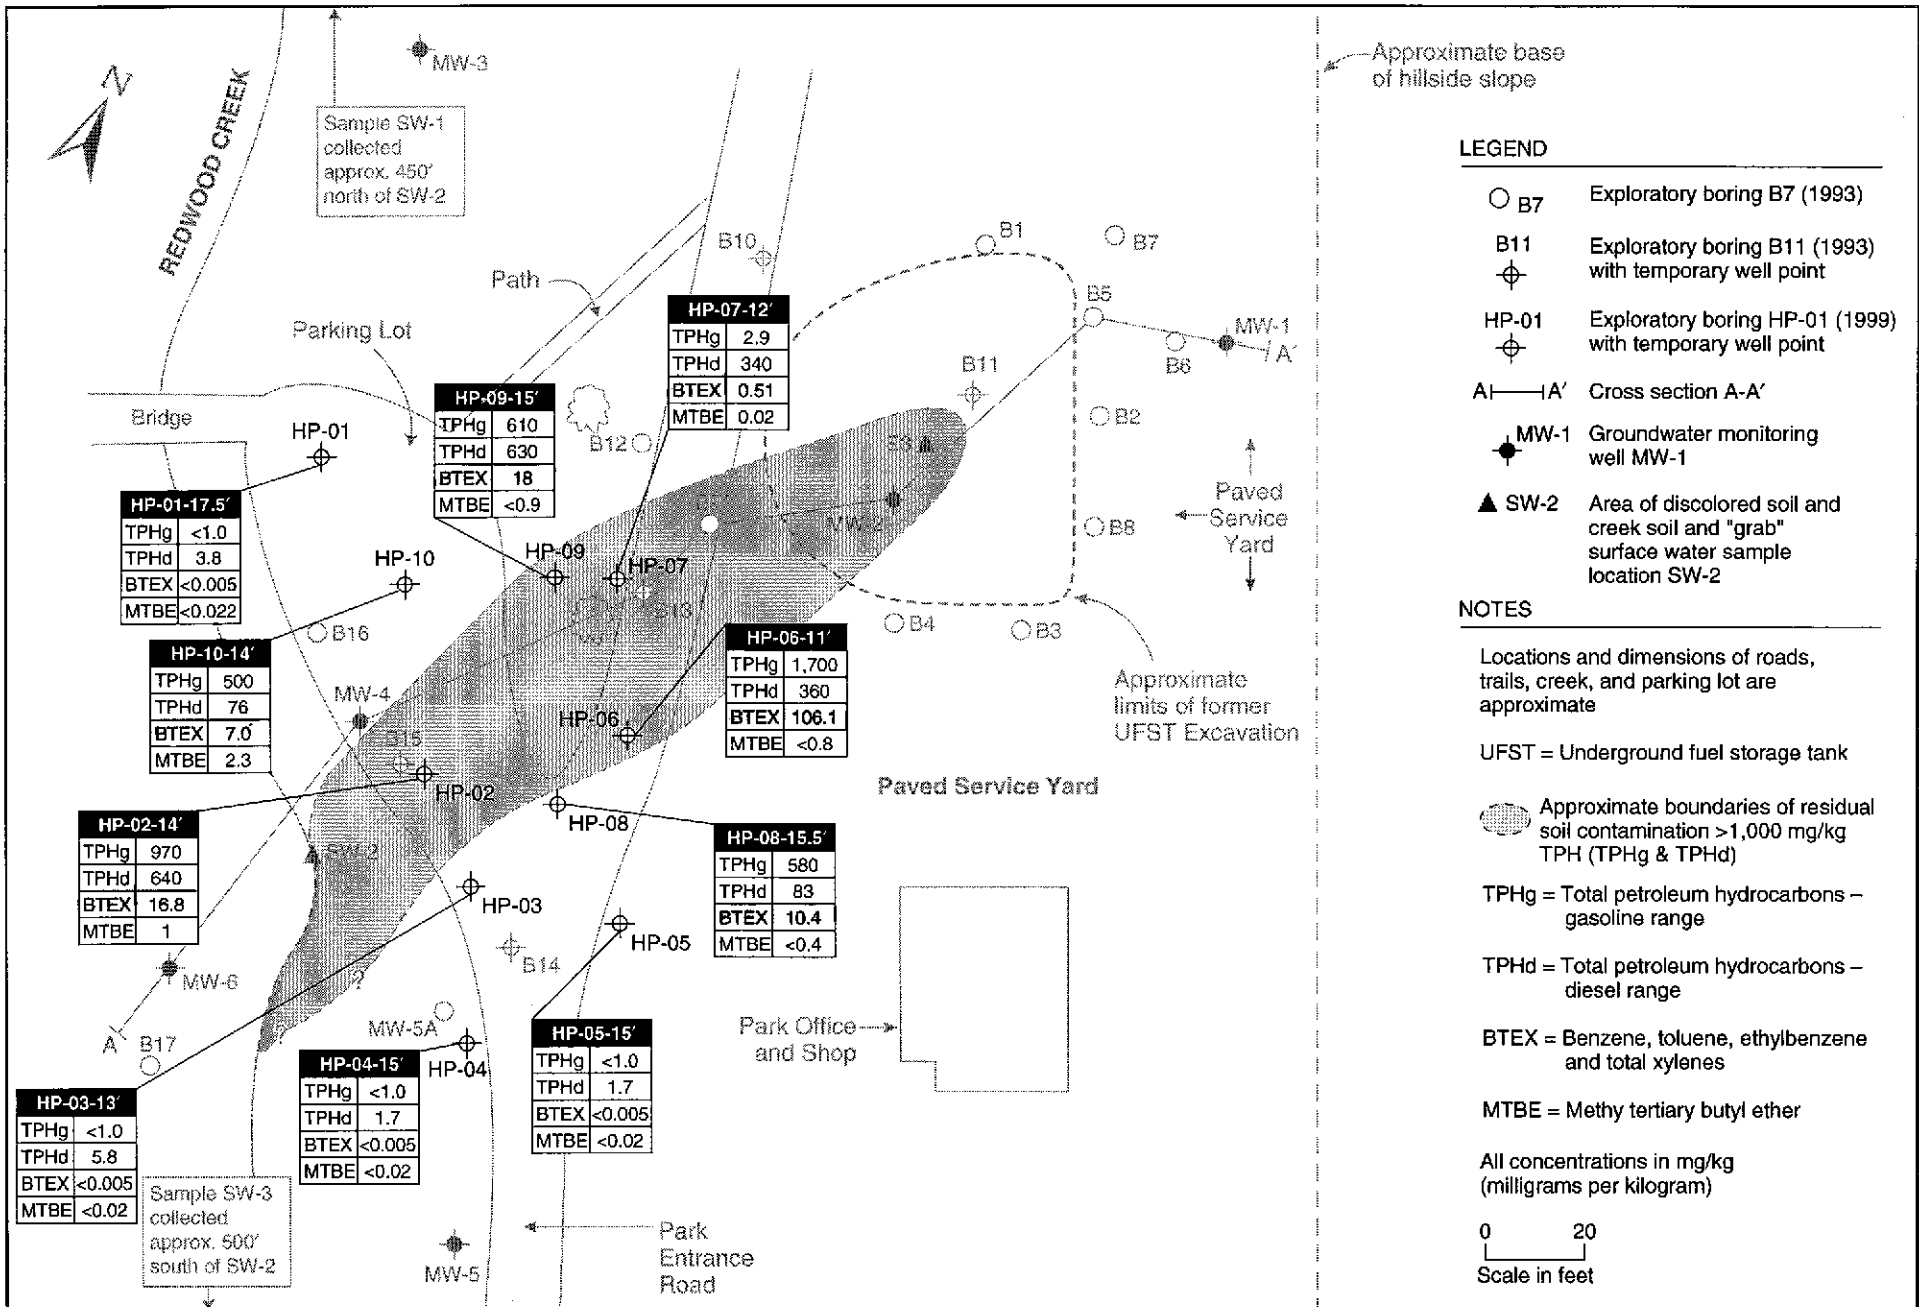 N
REDWOOD CREEK
MW-3
Sample SW-1
collected
approx. 450'
north of SW-2
Approximate base
of hillside slope
B10
B1
B7
Path
Parking Lot
B5
MW-1
A'
B6
B11
B2
B12
Bridge
HP-01
HP-07-12'
TPHg 2.9
TPHd 340
BTEX 0.51
MTBE 0.02
HP-09-15'
TPHg 610
TPHd 630
BTEX 18
MTBE <0.9
HP-01-17.5'
TPHg <1.0
TPHd 3.8
BTEX <0.005
MTBE <0.022
MW-2
B8
Paved
Service
Yard
HP-10
HP-09
HP-07
B13
B16
B4
B3
HP-10-14'
TPHg 500
TPHd 76
BTEX 7.0
MTBE 2.3
HP-06-11'
TPHg 1,700
TPHd 360
BTEX 106.1
MTBE <0.8
MW-4
HP-06
Approximate
limits of former
UFST Excavation
B15
HP-02
HP-08
Paved Service Yard
HP-02-14'
TPHg 970
TPHd 640
BTEX 16.8
MTBE 1
SW-2
HP-08-15.5'
TPHg 580
TPHd 83
BTEX 10.4
MTBE <0.4
HP-03
HP-05
B14
MW-6
?
MW-5A
A
B17
?
HP-04
Park Office
and Shop
HP-05-15'
TPHg <1.0
TPHd 1.7
BTEX <0.005
MTBE <0.02
HP-04-15'
TPHg <1.0
TPHd 1.7
BTEX <0.005
MTBE <0.02
HP-03-13'
TPHg <1.0
TPHd 5.8
BTEX <0.005
MTBE <0.02
Sample SW-3
collected
approx. 500'
south of SW-2
MW-5
Park
Entrance
Road
LEGEND
B7 Exploratory boring B7 (1993)
B11 Exploratory boring B11 (1993)
with temporary well point
HP-01 Exploratory boring HP-01 (1999)
with temporary well point
A A' Cross section A-A'
MW-1 Groundwater monitoring
well MW-1
SW-2 Area of discolored soil and
creek soil and "grab"
surface water sample
location SW-2
NOTES
Locations and dimensions of roads,
trails, creek, and parking lot are
approximate
UFST = Underground fuel storage tank
Approximate boundaries of residual
soil contamination >1,000 mg/kg
TPH (TPHg & TPHd)
TPHg = Total petroleum hydrocarbons –
gasoline range
TPHd = Total petroleum hydrocarbons –
diesel range
BTEX = Benzene, toluene, ethylbenzene
and total xylenes
MTBE = Methy tertiary butyl ether
All concentrations in mg/kg
(milligrams per kilogram)
0 20
Scale in feet